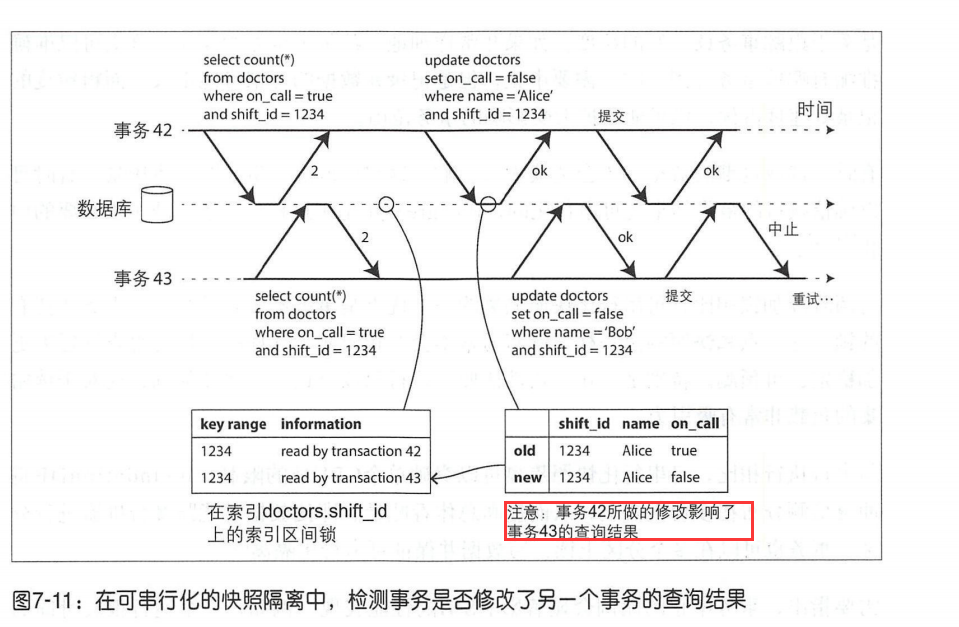 select count(*)
from doctors
where on_call = true
and shift_id = 1234
update doctors
set on_call = false
where name = ‘Alice’
and shift_id = 1234
提交
时间
事务42
2
ok
ok
数据库
2
ok
中止
事务43
重试…
select count(*)
from doctors
where on_call = true
and shift_id = 1234
update doctors
set on_call = false
where name = ‘Bob’
and shift_id = 1234
提交
key range information
1234 read by transaction 42
1234 read by transaction 43
在索引doctors.shift_id
上的索引区间锁
shift_id name on_call
old 1234 Alice true
new 1234 Alice false
注意：事务42所做的修改影响了
事务43的查询结果
图7-11：在可串行化的快照隔离中，检测事务是否修改了另一个事务的查询结果